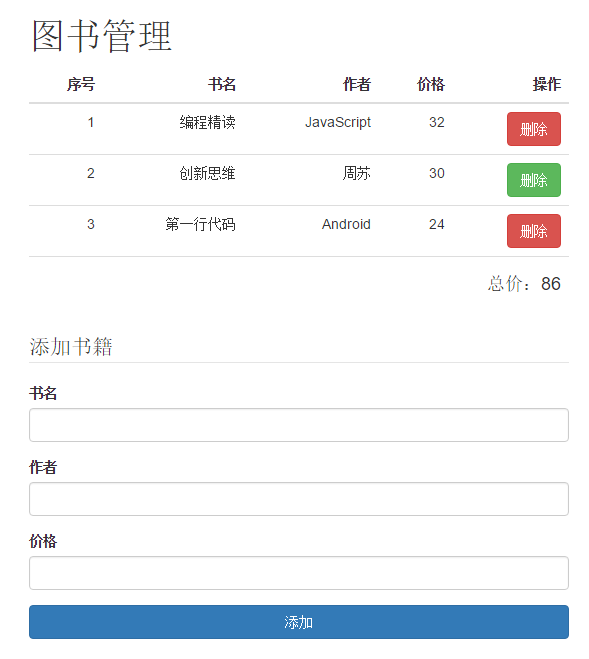 图书管理
序号 书名 作者 价格 操作
1 编程精读 JavaScript 32 删除
2 创新思维 周苏 30 删除
3 第一行代码 Android 24 删除
总价：86
添加书籍
书名
作者
价格
添加